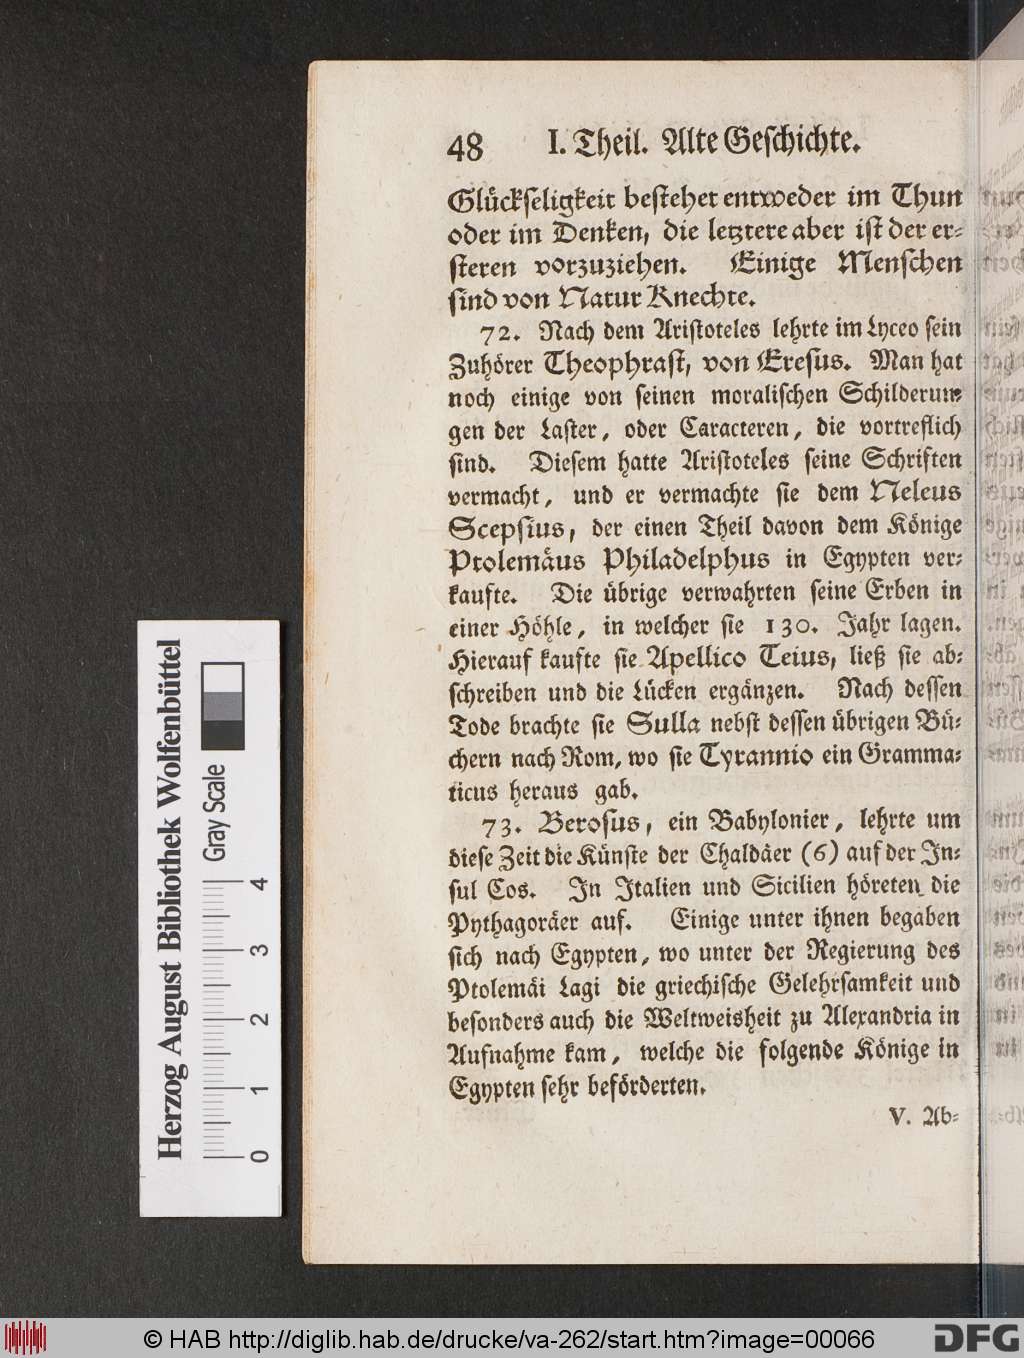 48 I. Theil. Alte Geschichte.
Glückseligkeit bestehet entweder im Thun
oder im Denken, die letztere aber ist der er-
steren vorzuziehen. Einige Menschen
sind von Natur Knechte.
72. Nach dem Aristoteles lehrte im Lyceo sein
Zuhörer Theophrast, von Eresus. Man hat
noch einige von seinen moralischen Schilderun-
gen der Laster, oder Caracteren, die vortreflich
sind. Diesem hatte Aristoteles seine Schriften
vermacht, und er vermachte sie dem Neleus
Scepsius, der einen Theil davon dem Könige
Ptolemäus Philadelphus in Egypten ver-
kaufte. Die übrige verwahrten seine Erben in
einer Höhle, in welcher sie 130. Jahr lagen.
Hierauf kaufte sie Apellico Teius, ließ sie ab-
schreiben und die Lücken ergänzen. Nach dessen
Tode brachte sie Sulla nebst dessen übrigen Bü-
chern nach Rom, wo sie Tyrannio ein Gramma-
ticus heraus gab.
73. Berosus, ein Babylonier, lehrte um
diese Zeit die Künste der Chaldäer (6) auf der In-
sul Cos. In Italien und Sicilien höreten die
Pythagoräer auf. Einige unter ihnen begaben
sich nach Egypten, wo unter der Regierung des
Ptolemäi Lagi die griechische Gelehrsamkeit und
besonders auch die Weltweisheit zu Alexandria in
Aufnahme kam, welche die folgende Könige in
Egypten sehr beförderten.
V. Ab-
Herzog August Bibliothek Wolfenbüttel
Gray Scale
0 1 2 3 4
© HAB http://diglib.hab.de/drucke/va-262/start.htm?image=00066
DFG